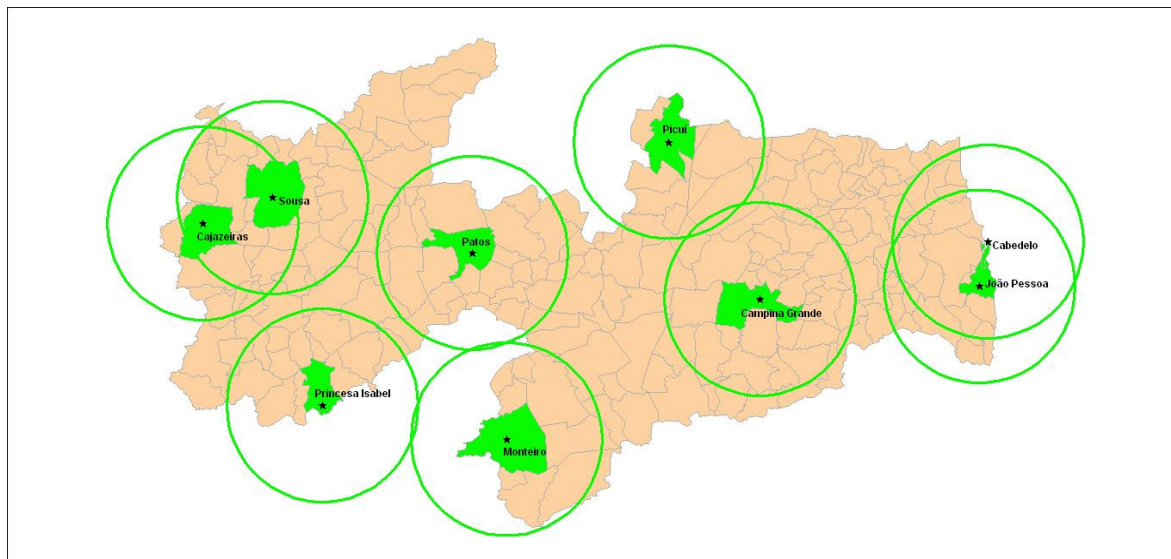 Picuí
Sousa
Cajazeiras
Patos
Cabedelo
João Pessoa
Campina Grande
Princesa Isabel
Monteiro